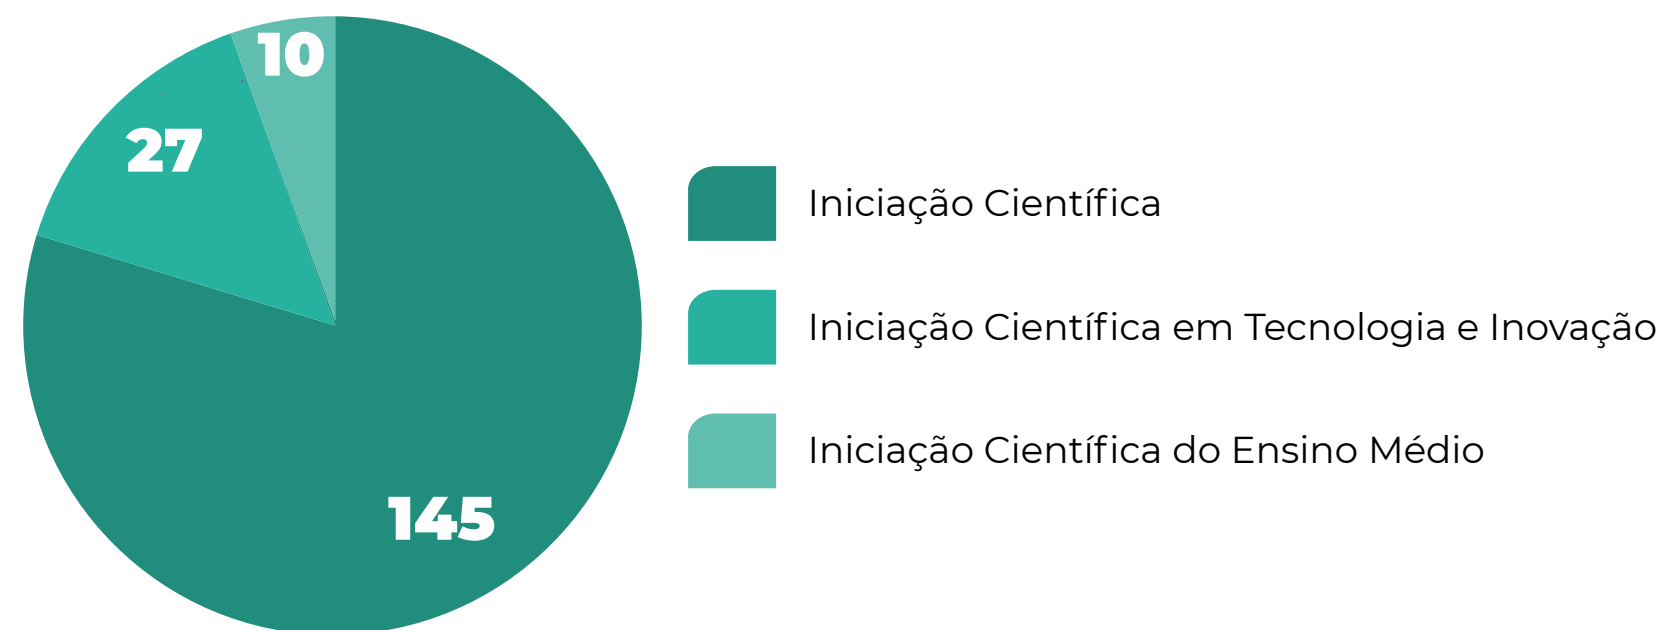 10
27
145
Iniciação Científica
Iniciação Científica em Tecnologia e Inovação
Iniciação Científica do Ensino Médio